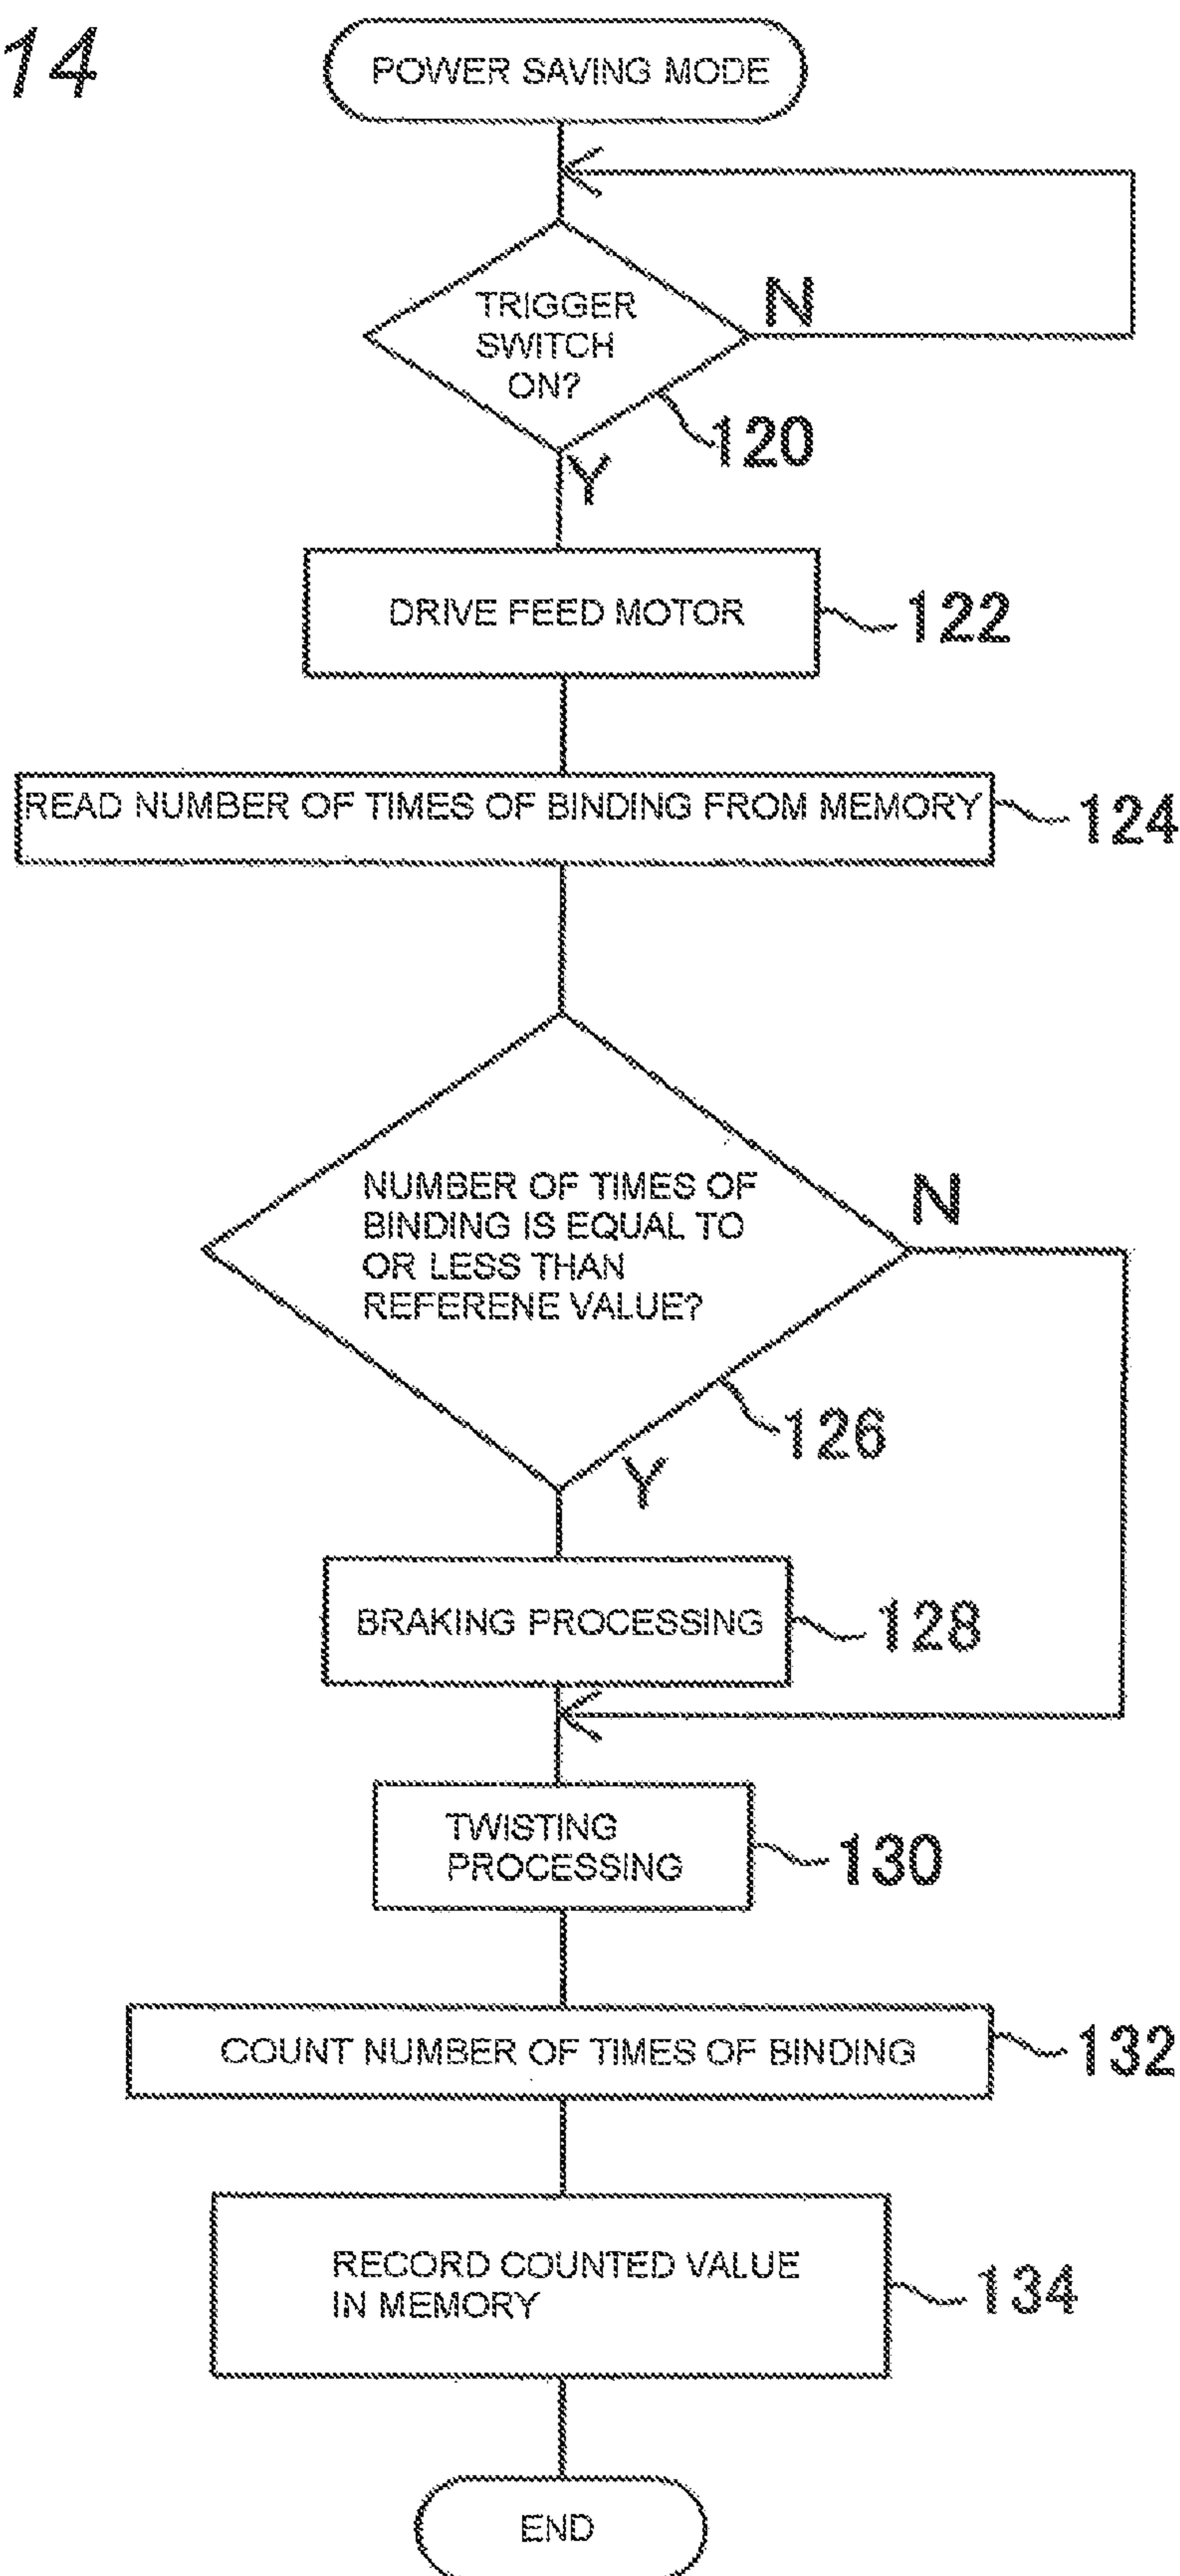 14
POWER SAVING MODE
TRIGGER
SWITCH
ON?
N
120
Y
DRIVE FEED MOTOR
122
READ NUMBER OF TIMES OF BINDING FROM MEMORY
124
NUMBER OF TIMES OF
BINDING IS EQUAL TO
OR LESS THAN
REFERENE VALUE?
N
126
Y
BRAKING PROCESSING
128
TWISTING
PROCESSING
130
COUNT NUMBER OF TIMES OF BINDING
132
RECORD COUNTED VALUE
IN MEMORY
134
END